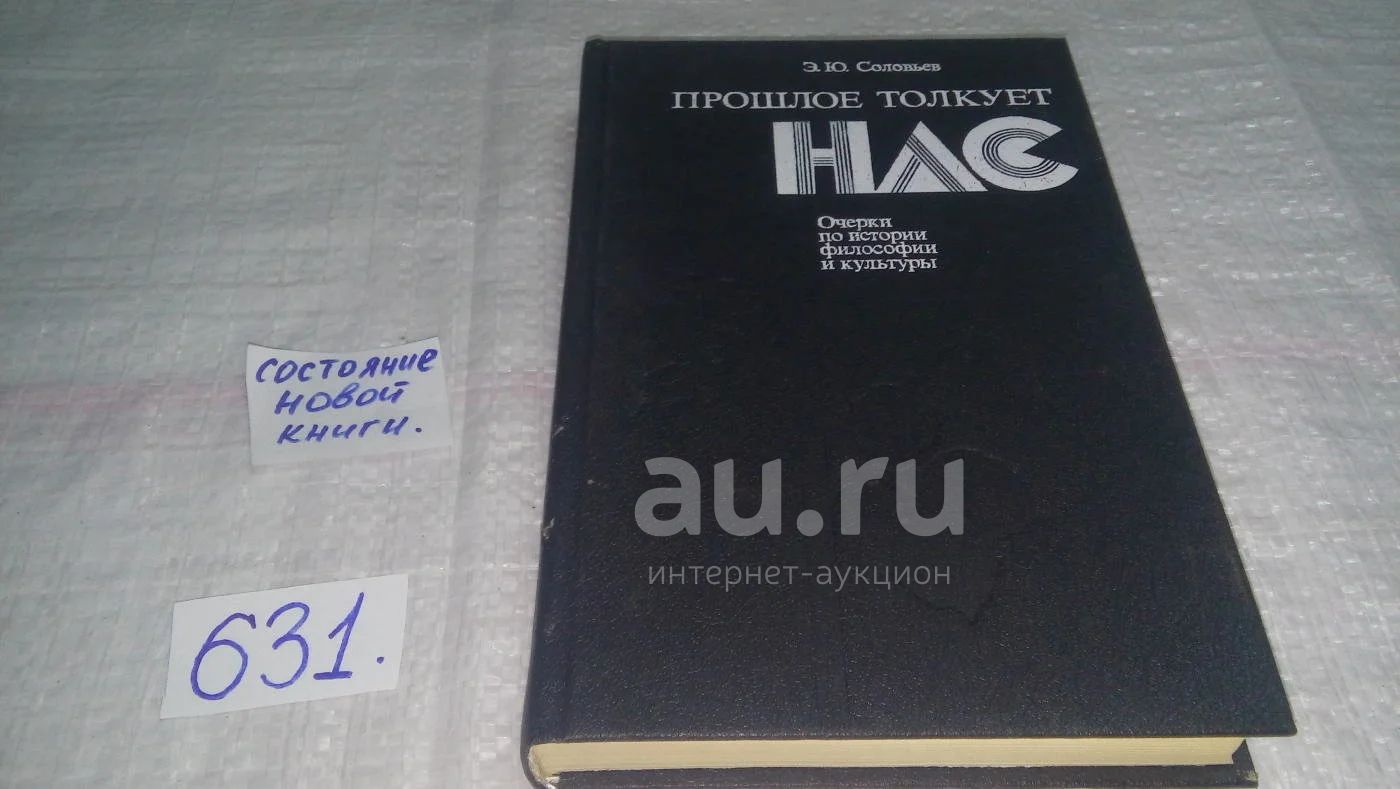 Э. Ю. Соловьев
ПРОШЛОЕ ТОЛКУЕТ
НАС
Очерки
по истории
философии
и культуры
состояние
новой
книги.
631.
au.ru
интернет-аукцион